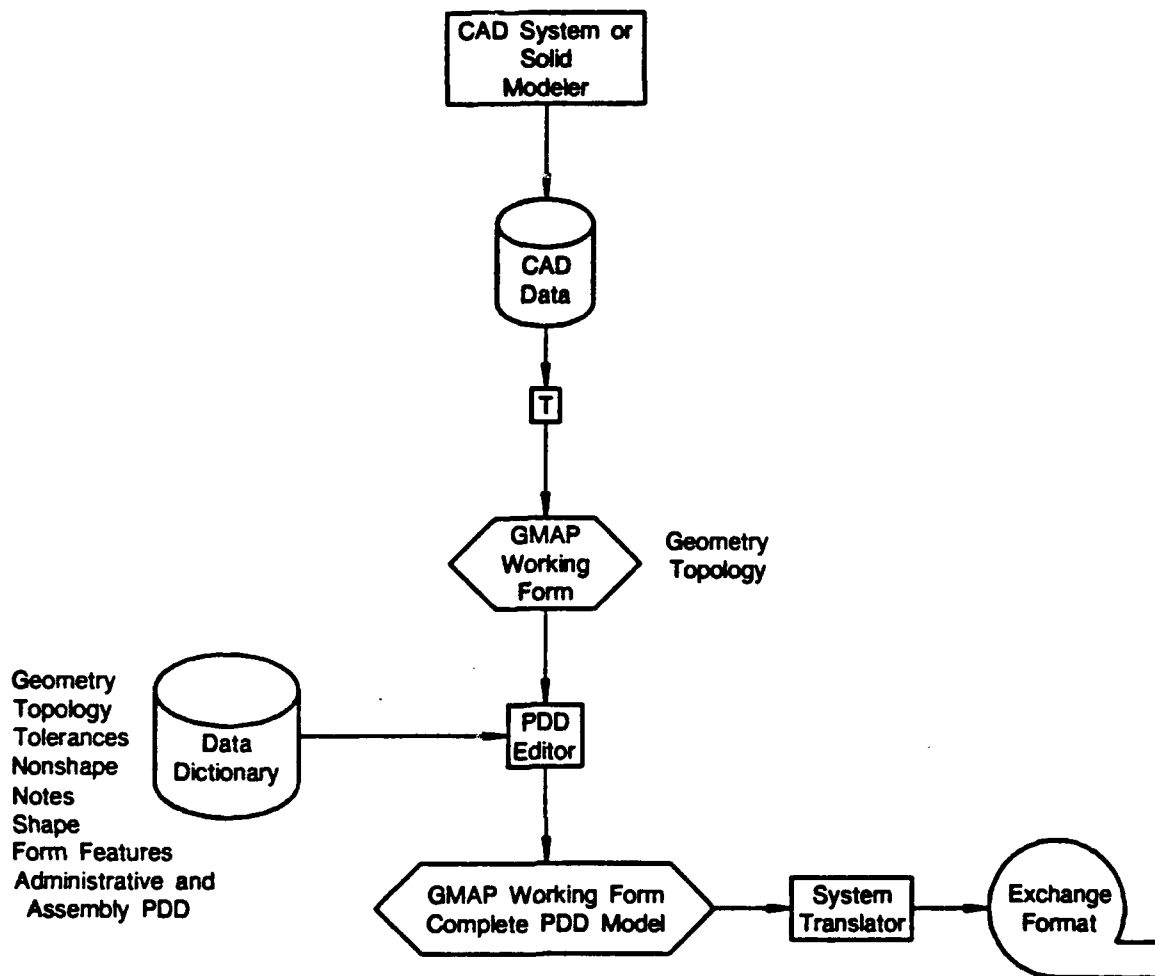 CAD System or
Solid
Modeler
CAD
Data
T
GMAP
Working
Form
Geometry
Topology
Geometry
Topology
Tolerances
Nonshape
Notes
Shape
Form Features
Administrative and
Assembly PDD
Data
Dictionary
PDD
Editor
GMAP Working Form
Complete PDD Model
System
Translator
Exchange
Format